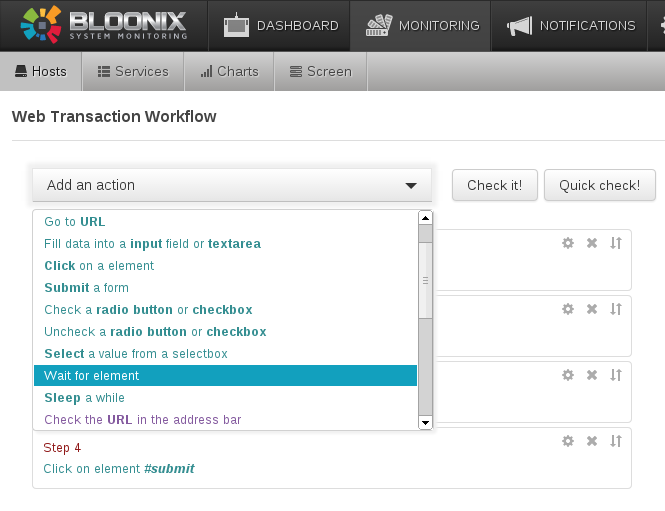 BLOONIX
SYSTEM MONITORING
DASHBOARD
MONITORING
NOTIFICATIONS
Hosts
Services
Charts
Screen
Web Transaction Workflow
Add an action
Check it!
Quick check!
Go to URL
Fill data into a input field or textarea
Click on a element
Submit a form
Check a radio button or checkbox
Uncheck a radio button or checkbox
Select a value from a selectbox
Wait for element
Sleep a while
Check the URL in the address bar
Step 4
Click on element #submit